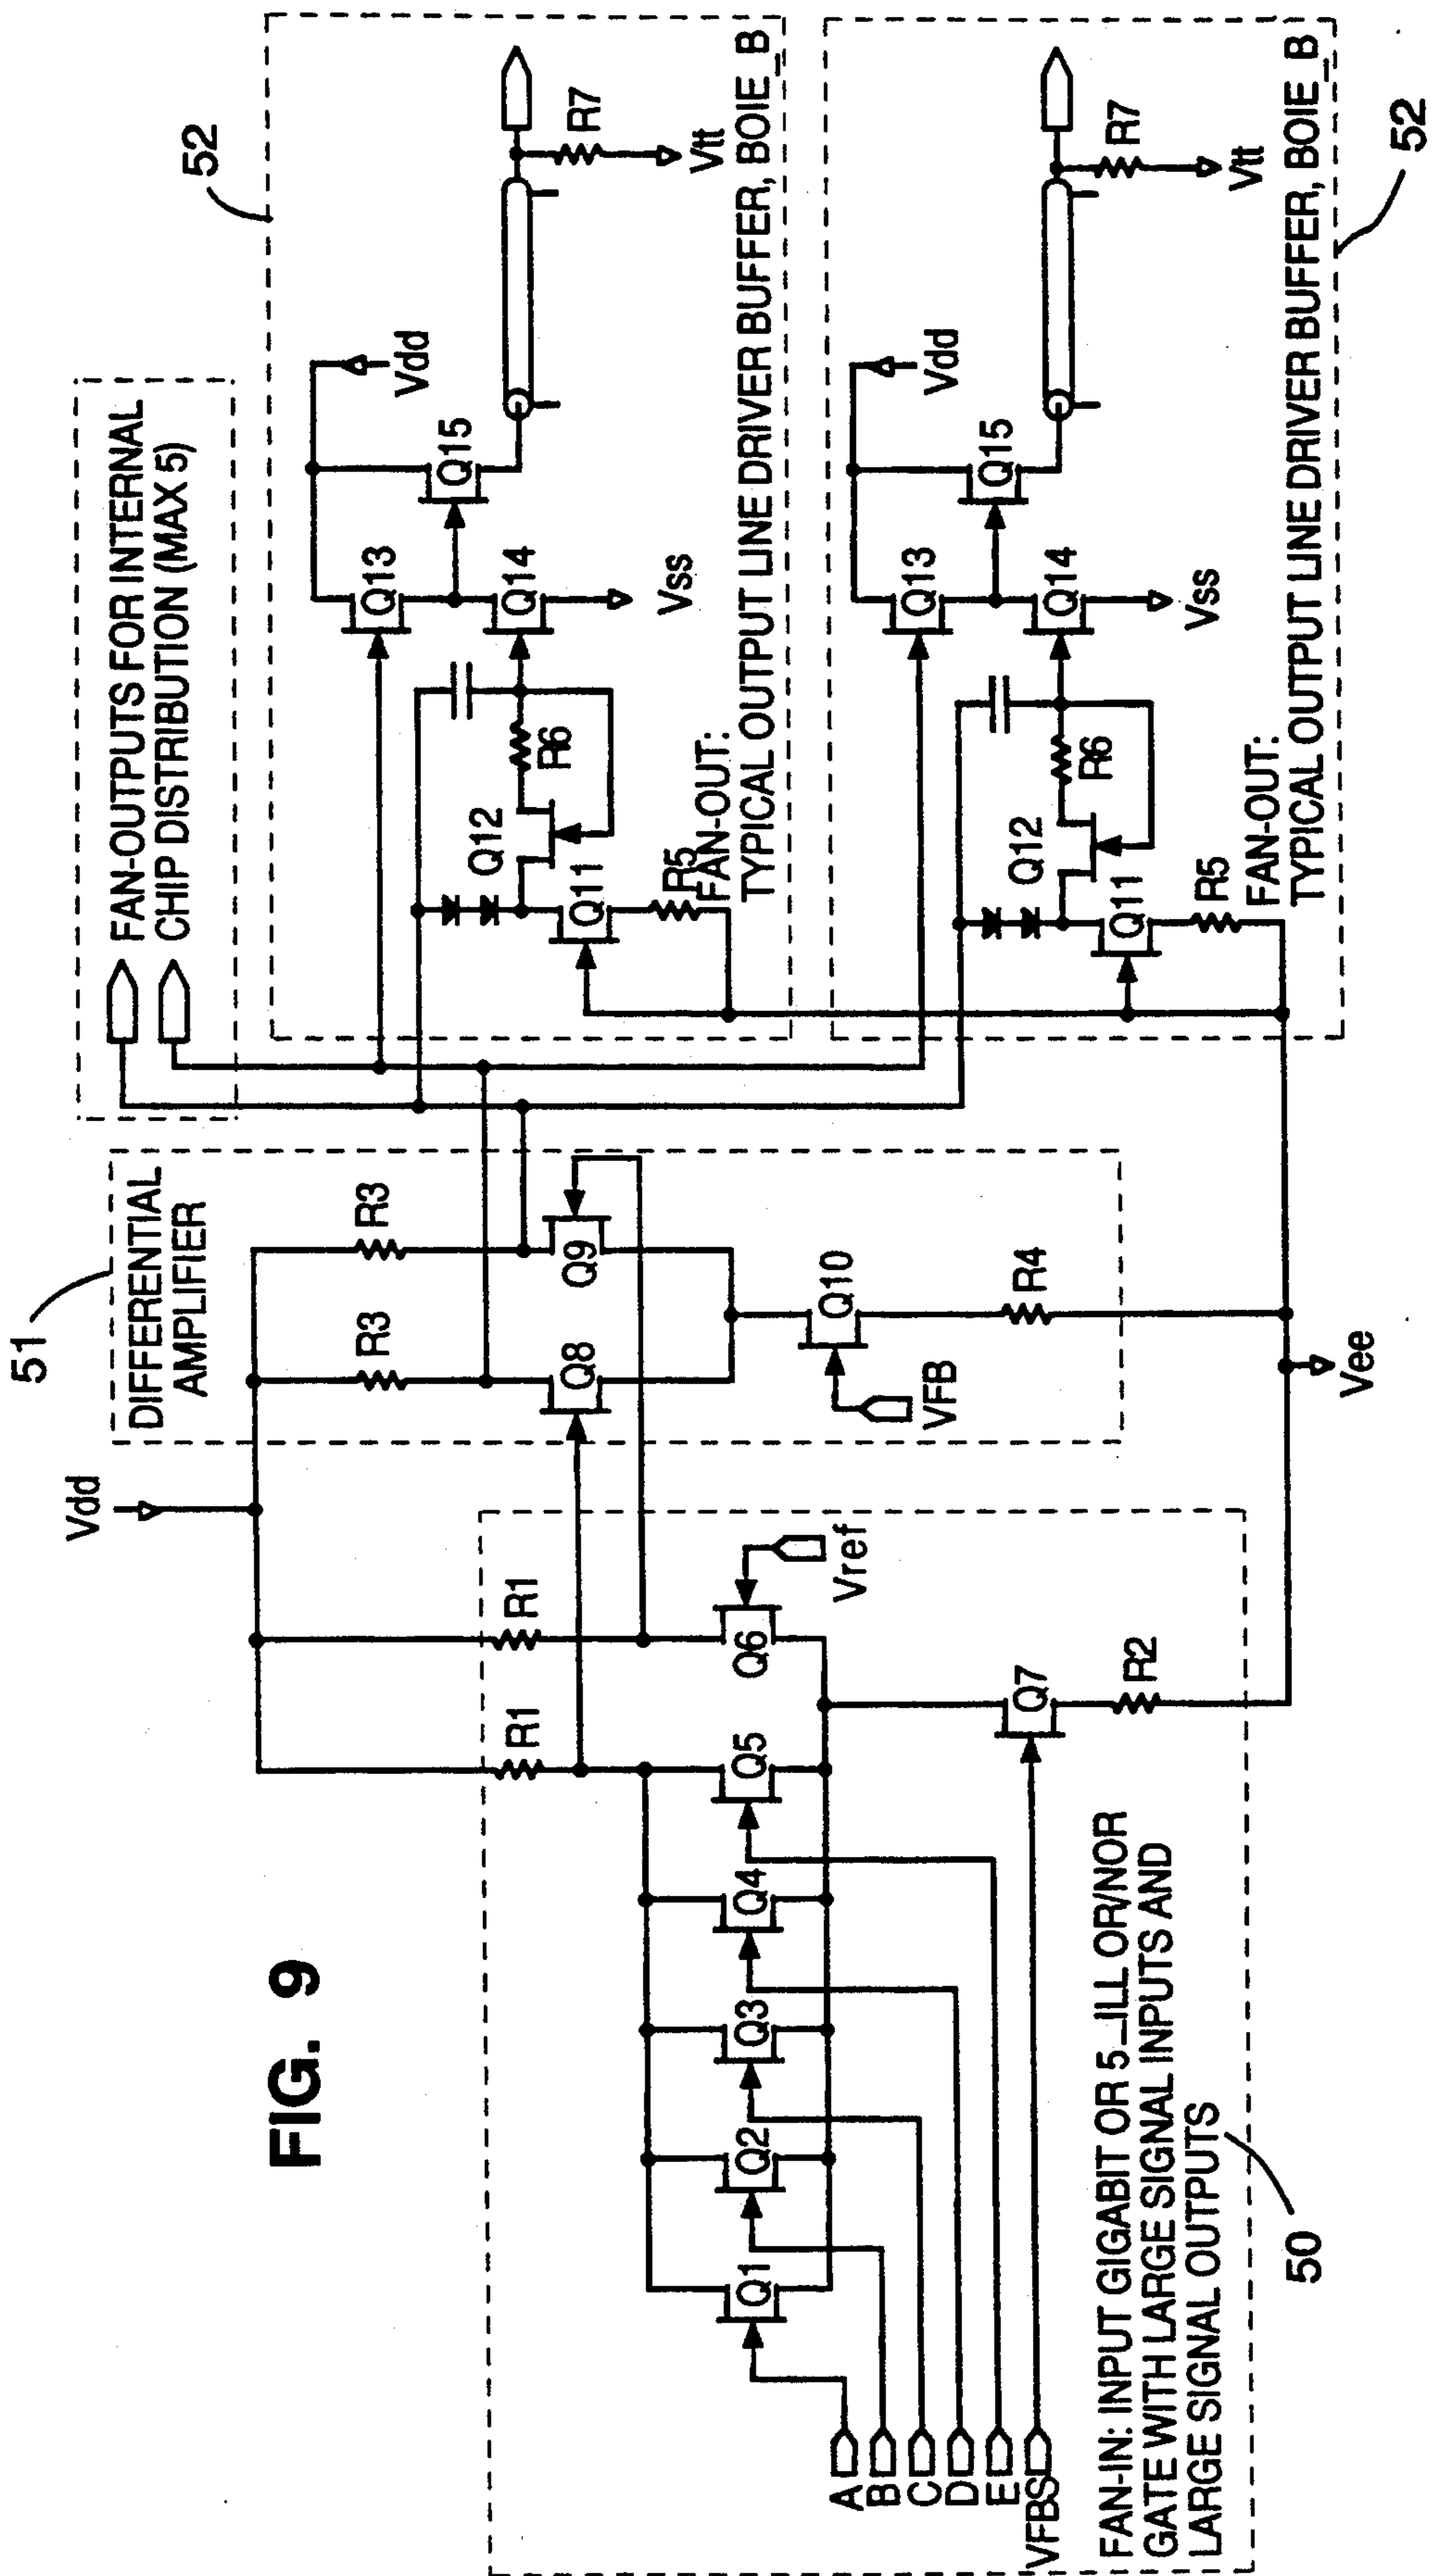 FIG. 9
51
DIFFERENTIAL
AMPLIFIER
Vdd
R1
R1
R3
R3
Q1
Q2
Q3
Q4
Q5
Q6
Vref
Q7
R2
Q8
Q9
Q10
VFB
R4
Vee
A
B
C
D
E
VFBS
FAN-IN: INPUT GIGABIT OR 5_ILL OR/NOR
GATE WITH LARGE SIGNAL INPUTS AND
LARGE SIGNAL OUTPUTS
50
FAN-OUTPUTS FOR INTERNAL
CHIP DISTRIBUTION (MAX 5)
52
Vdd
Q13
Q15
Q14
Vss
Q12
R6
Q11
R5
R7
Vtt
FAN-OUT:
TYPICAL OUTPUT LINE DRIVER BUFFER, BOIE_B
Vdd
Q13
Q15
Q14
Vss
Q12
R6
Q11
R5
R7
Vtt
FAN-OUT:
TYPICAL OUTPUT LINE DRIVER BUFFER, BOIE_B
52